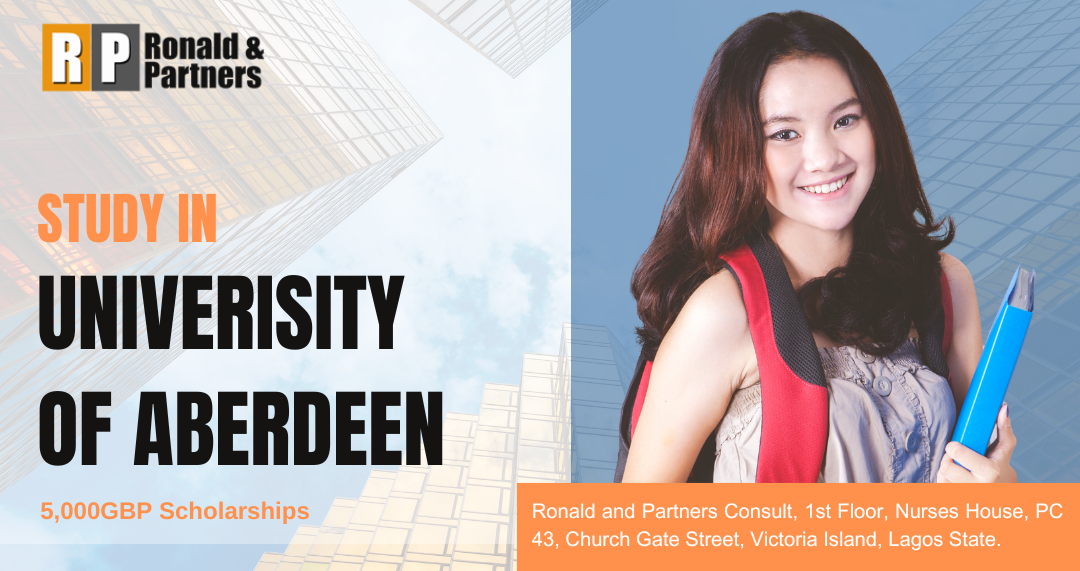 RP Ronald &
Partners
STUDY IN
UNIVERISITY
OF ABERDEEN
5,000GBP Scholarships
Ronald and Partners Consult, 1st Floor, Nurses House, PC
43, Church Gate Street, Victoria Island, Lagos State.